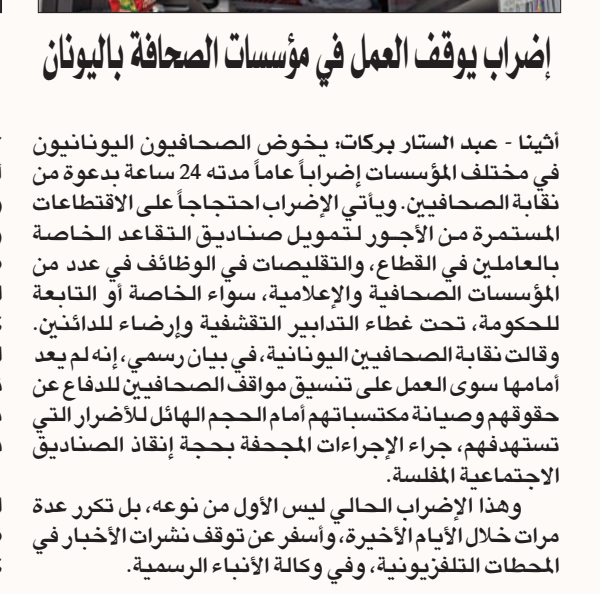 إضراب يوقف العمل في مؤسسات الصحافة باليونان
أثينا - عبد الستار بركات: يخوض الصحافيون اليونانيون
في مختلف المؤسسات إضراباً عاماً مدته 24 ساعة بدعوة من
نقابة الصحافيين. ويأتي الإضراب احتجاجاً على الاقتطاعات
المستمرة من الأجور لتمويل صناديق التقاعد الخاصة
بالعاملين في القطاع، والتقليصات في الوظائف في عدد من
المؤسسات الصحافية والإعلامية، سواء الخاصة أو التابعة
للحكومة، تحت غطاء التدابير التقشفية وإرضاء للدائنين.
وقالت نقابة الصحافيين اليونانية، في بيان رسمي، إنه لم يعد
أمامها سوى العمل على تنسيق مواقف الصحافيين للدفاع عن
حقوقهم وصيانة مكتسباتهم أمام الحجم الهائل للأضرار التي
تستهدفهم، جراء الإجراءات المجحفة بحجة إنقاذ الصناديق
الاجتماعية المفلسة.
وهذا الإضراب الحالي ليس الأول من نوعه، بل تكرر عدة
مرات خلال الأيام الأخيرة، وأسفر عن توقف نشرات الأخبار في
المحطات التلفزيونية، وفي وكالة الأنباء الرسمية.